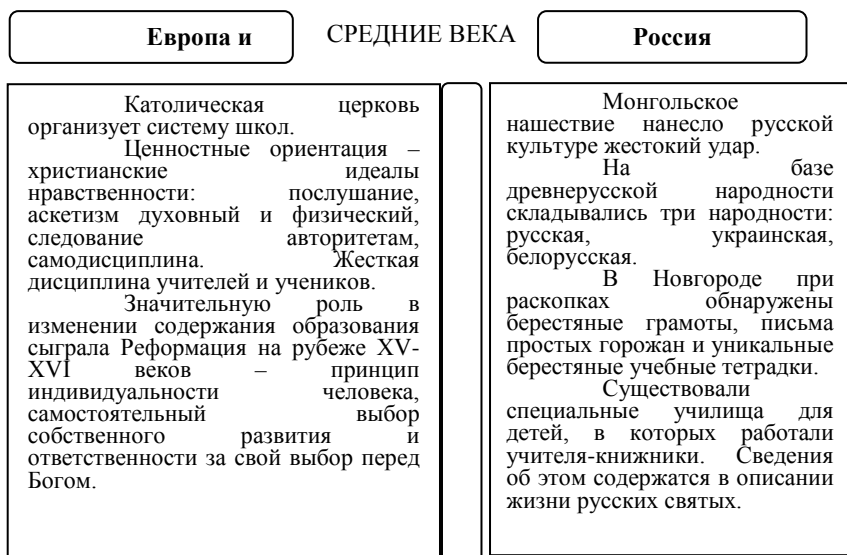 Европа и
СРЕДНИЕ ВЕКА
Россия
Католическая церковь
организует систему школ.
Ценностные ориентация –
христианские идеалы
нравственности: послушание,
аскетизм духовный и физический,
следование авторитетам,
самодисциплина. Жесткая
дисциплина учителей и учеников.
Значительную роль в
изменении содержания образования
сыграла Реформация на рубеже XV-
XVI веков – принцип
индивидуальности человека,
самостоятельный выбор
собственного развития и
ответственности за свой выбор перед
Богом.
Монгольское
нашествие нанесло русской
культуре жестокий удар.
На базе
древнерусской народности
складывались три народности:
русская, украинская,
белорусская.
В Новгороде при
раскопках обнаружены
берестяные грамоты, письма
простых горожан и уникальные
берестяные учебные тетрадки.
Существовали
специальные училища для
детей, в которых работали
учителя-книжники. Сведения
об этом содержатся в описании
жизни русских святых.